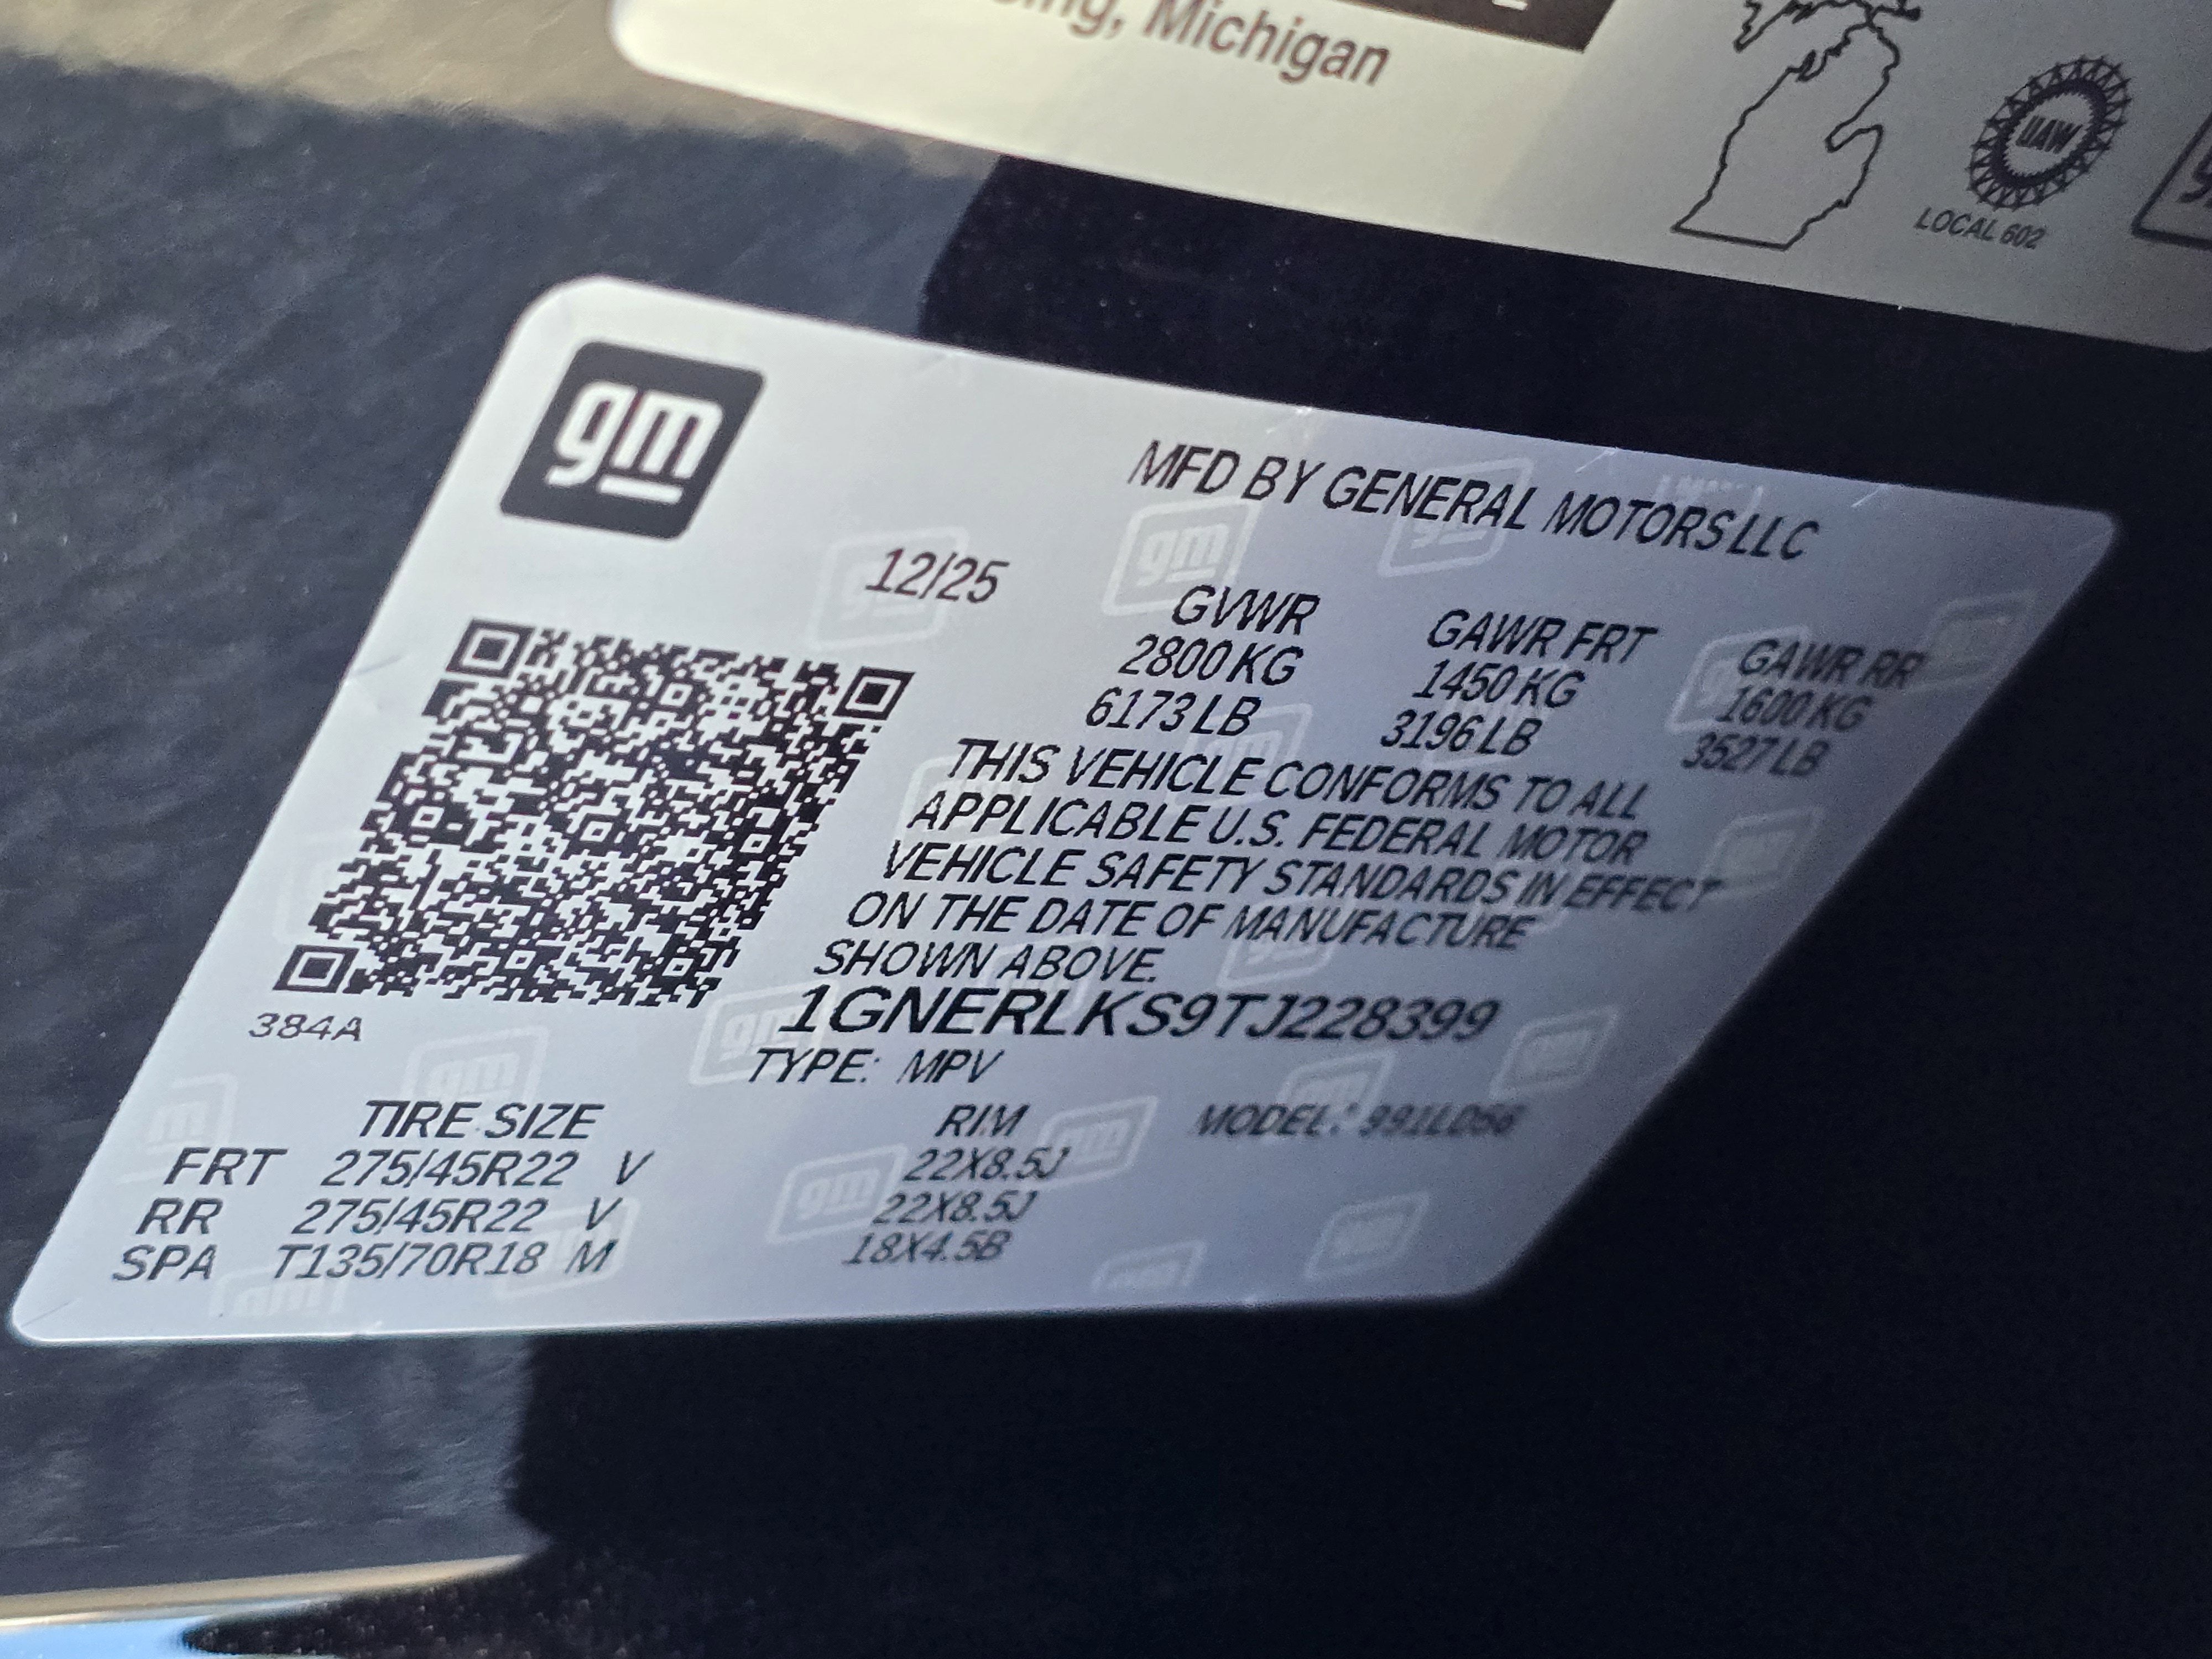 Michigan
UAW
LOCAL 602
gm
MFD BY GENERAL MOTORS LLC
12/25
GVWR GAWR FRT GAWR RR
2800 KG 1450 KG 1600 KG
6173 LB 3196 LB 3527 LB
THIS VEHICLE CONFORMS TO ALL
APPLICABLE U.S. FEDERAL MOTOR
VEHICLE SAFETY STANDARDS IN EFFECT
ON THE DATE OF MANUFACTURE
SHOWN ABOVE.
1GNERLKS9TJ228399
384A
TYPE: MPV
TIRE SIZE RIM MODEL: 991LD56
FRT 275/45R22 V 22X8.5J
RR 275/45R22 V 22X8.5J
SPA T135/70R18 M 18X4.5B